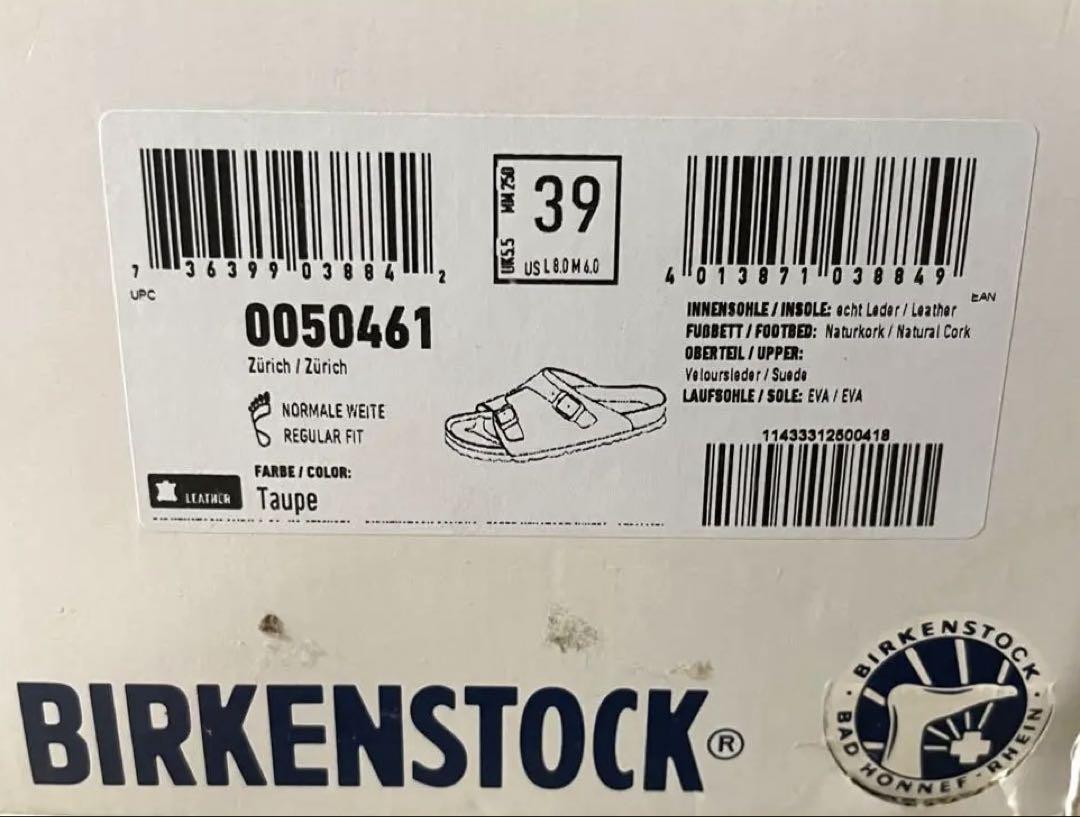 7 36399 03884 2
UPC
MM 250
UK 5.5
39
US L 8.0 M 6.0
4 013871 038849
EAN
0050461
Zürich / Zürich
NORMALE WEITE
REGULAR FIT
FARBE / COLOR:
Taupe
LEATHER
INNENSOHLE / INSOLE: echt Leder / Leather
FUßBETT / FOOTBED: Naturkork / Natural Cork
OBERTEIL / UPPER:
Veloursleder / Suede
LAUFSOHLE / SOLE: EVA / EVA
11433312600418
BIRKENSTOCK®
BIRKENSTOCK
· BAD HONNEF - RHEIN ·